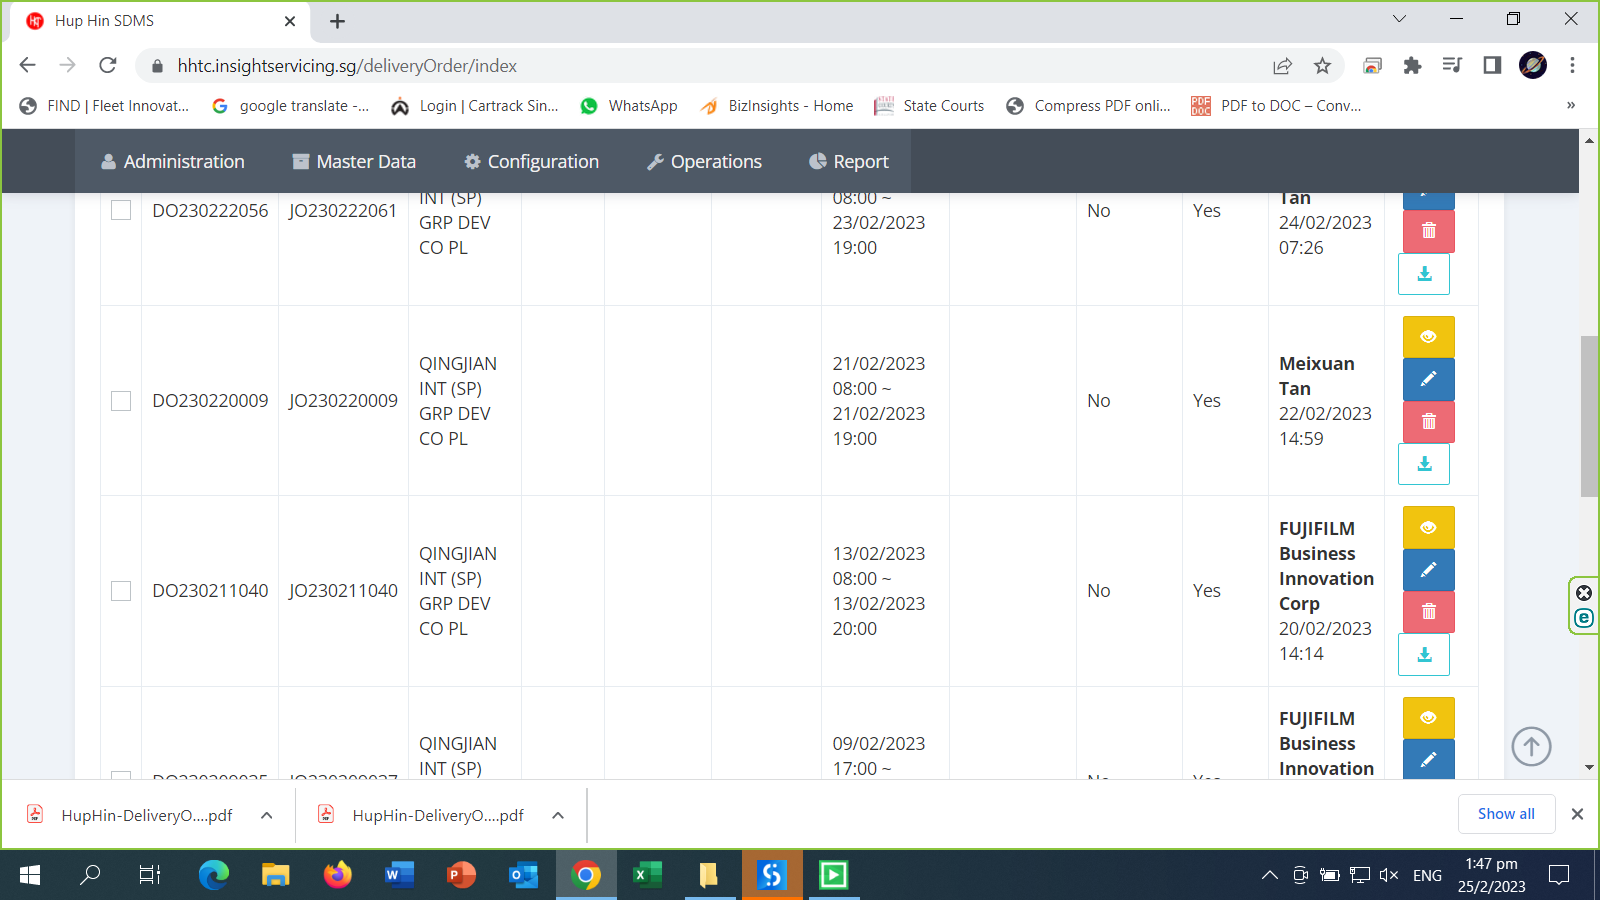 Hup Hin SDMS
hhtc.insightservicing.sg/deliveryOrder/index
FIND | Fleet Innovat...
google translate -...
Login | Cartrack Sin...
WhatsApp
BizInsights - Home
State Courts
Compress PDF onli...
PDF to DOC – Conv...
»
Administration
Master Data
Configuration
Operations
Report
DO230222056
JO230222061
INT (SP)
GRP DEV
CO PL
08:00 ~
23/02/2023
19:00
No
Yes
Tan
24/02/2023
07:26
DO230220009
JO230220009
QINGJIAN
INT (SP)
GRP DEV
CO PL
21/02/2023
08:00 ~
21/02/2023
19:00
No
Yes
Meixuan
Tan
22/02/2023
14:59
DO230211040
JO230211040
QINGJIAN
INT (SP)
GRP DEV
CO PL
13/02/2023
08:00 ~
13/02/2023
20:00
No
Yes
FUJIFILM
Business
Innovation
Corp
20/02/2023
14:14
QINGJIAN
INT (SP)
09/02/2023
17:00 ~
No
Yes
FUJIFILM
Business
Innovation
HupHin-DeliveryO....pdf
HupHin-DeliveryO....pdf
Show all
ENG
1:47 pm
25/2/2023